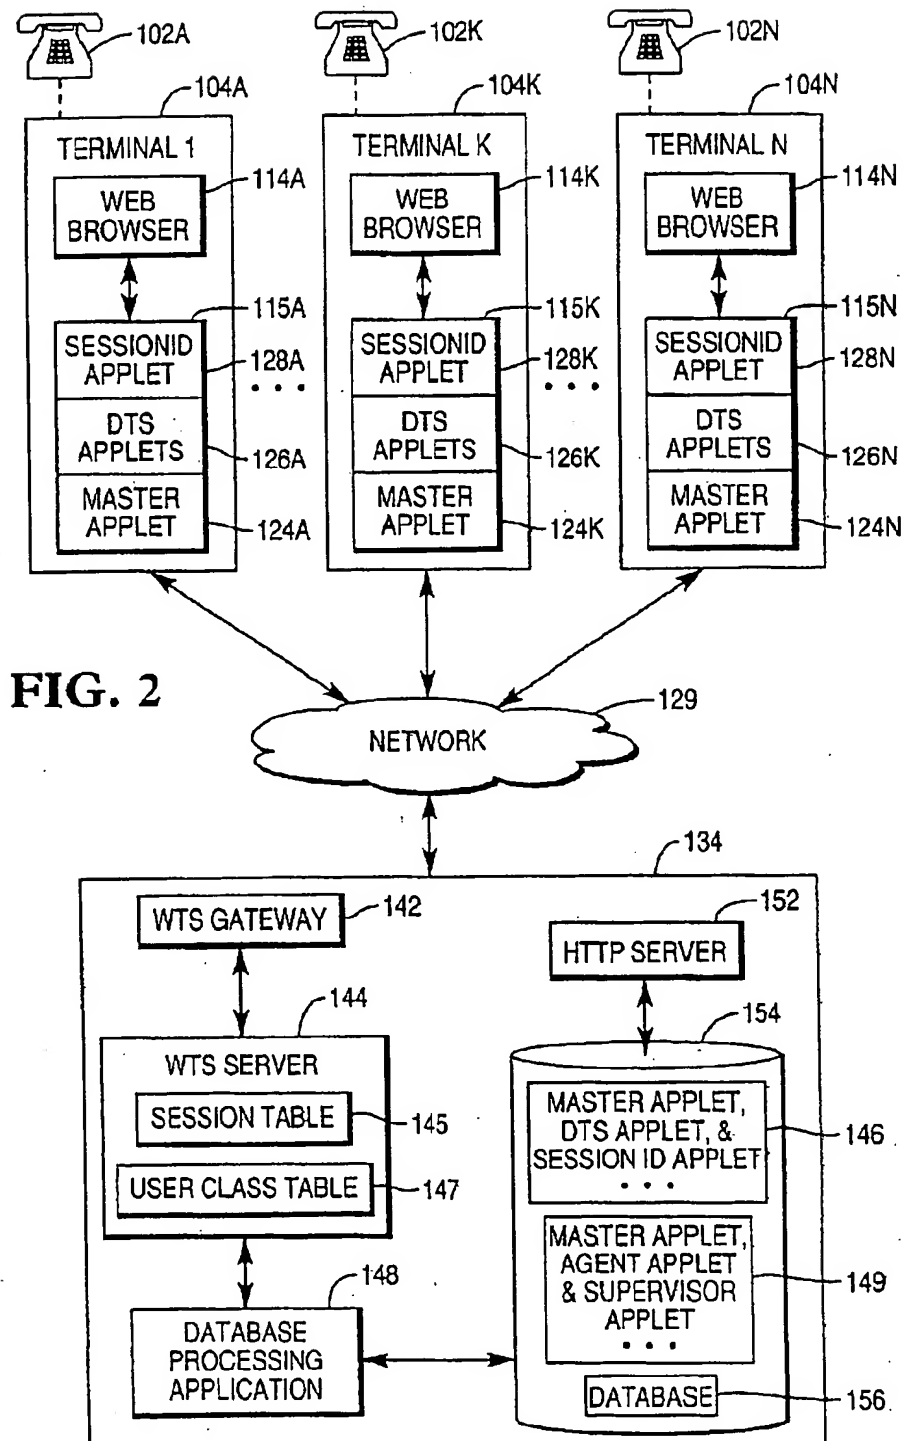 102A 102K 102N
104A 104K 104N
TERMINAL 1 TERMINAL K TERMINAL N
114A 114K 114N
WEB BROWSER WEB BROWSER WEB BROWSER
115A 115K 115N
SESSIONID APPLET SESSIONID APPLET SESSIONID APPLET
128A 128K 128N
• • • • • •
DTS APPLETS DTS APPLETS DTS APPLETS
126A 126K 126N
MASTER APPLET MASTER APPLET MASTER APPLET
124A 124K 124N
FIG. 2
129
NETWORK
134
WTS GATEWAY 142
152
HTTP SERVER
144
154
WTS SERVER
SESSION TABLE 145
USER CLASS TABLE 147
MASTER APPLET,
DTS APPLET, &
SESSION ID APPLET
• • •
146
MASTER APPLET,
AGENT APPLET
& SUPERVISOR
APPLET
• • •
149
148
DATABASE
PROCESSING
APPLICATION
DATABASE 156